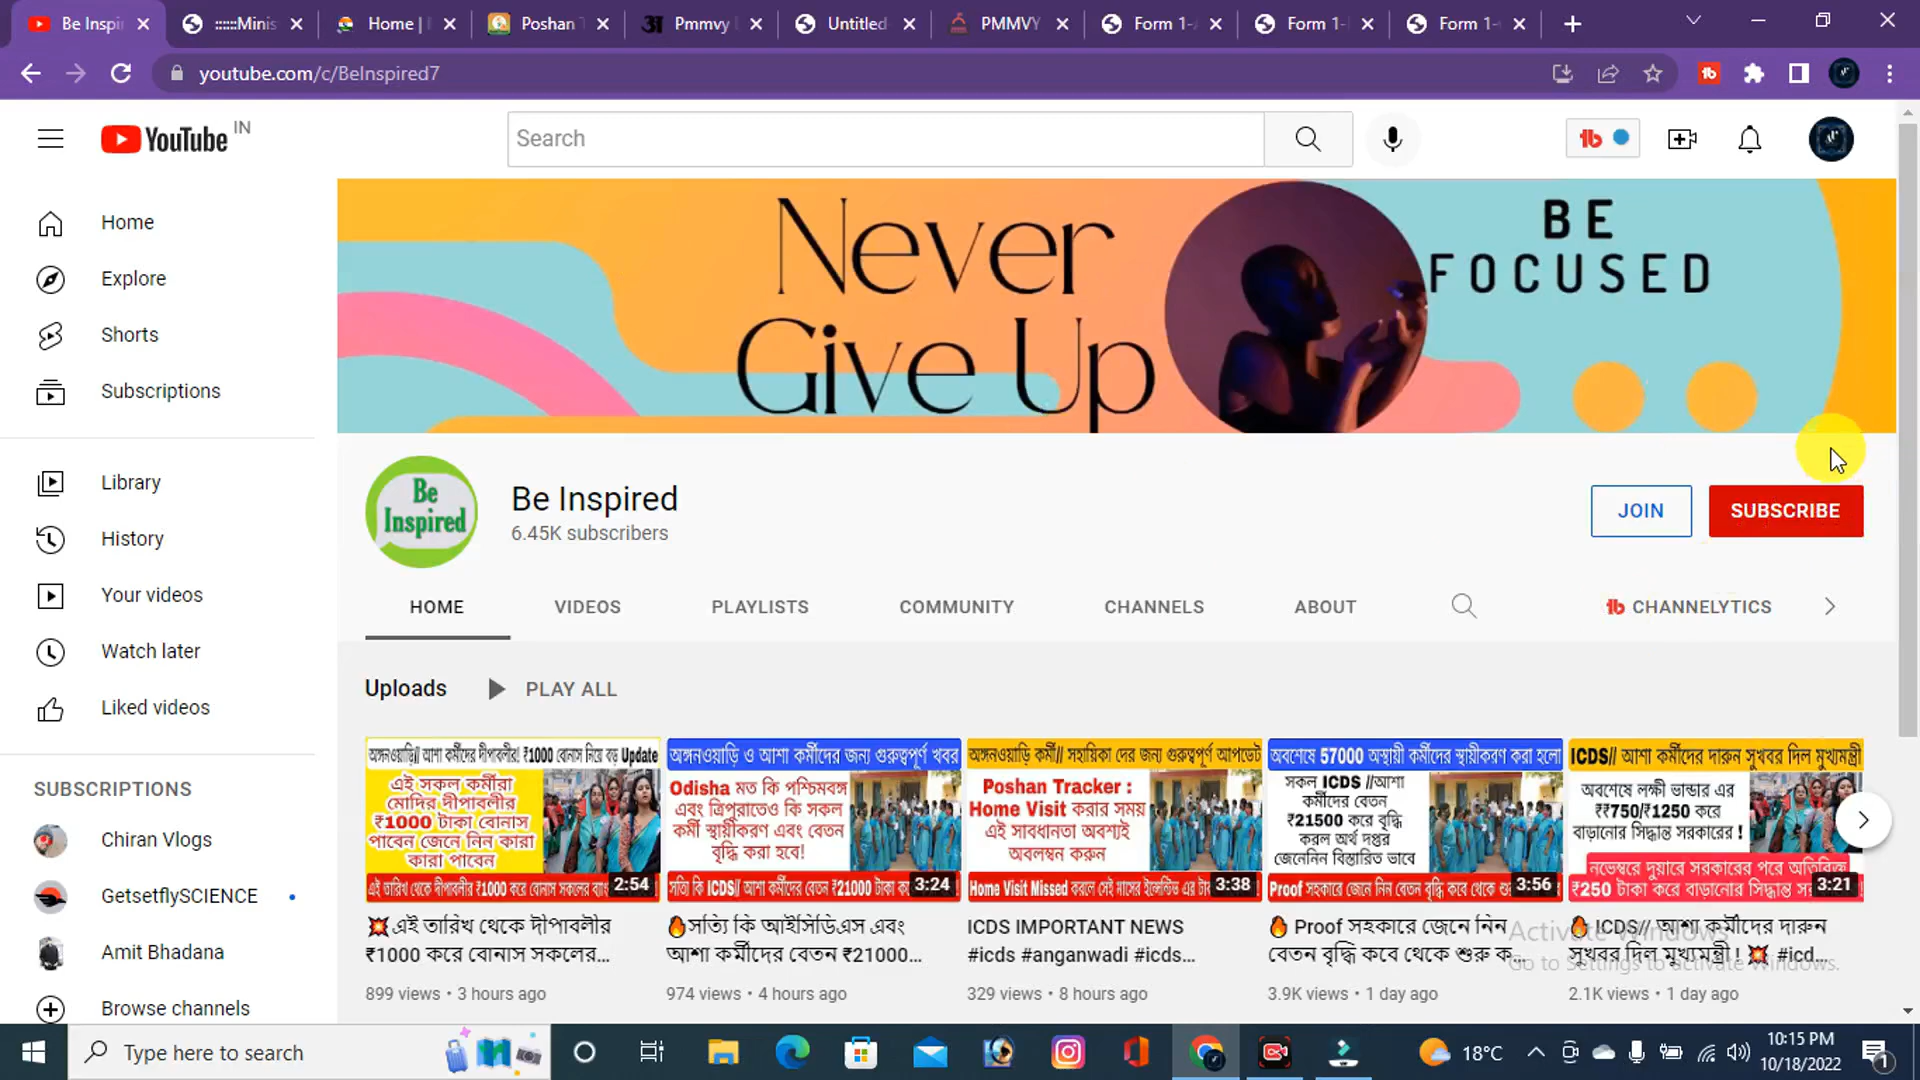 Be Inspi
:::::Minis
Home |
Poshan T
Pmmvy
Untitled
PMMVY
Form 1-
Form 1-
Form 1-
youtube.com/c/BeInspired7
YouTube IN
Search
Home
Explore
Shorts
Subscriptions
Library
History
Your videos
Watch later
Liked videos
SUBSCRIPTIONS
Chiran Vlogs
GetsetflySCIENCE
Amit Bhadana
Browse channels
Never
Give Up
BE
FOCUSED
Be
Inspired
Be Inspired
6.45K subscribers
JOIN
SUBSCRIBE
HOME
VIDEOS
PLAYLISTS
COMMUNITY
CHANNELS
ABOUT
CHANNELYTICS
Uploads
PLAY ALL
অঙ্গনওয়াড়ি// আশা কর্মীদের দীপাবলীর! ₹1000 বোনাস নিয়ে বড় Update
এই সকল কর্মীরা
মোদির দীপাবলীর
₹1000 টাকা বোনাস
পাবেন জেনে নিন কারা
কারা পাবেন
এই তারিখ থেকে দীপাবলীর ₹1000 করে বোনাস সকলের
2:54
💥এই তারিখ থেকে দীপাবলীর
₹1000 করে বোনাস সকলের...
899 views • 3 hours ago
অঙ্গনওয়াড়ি ও আশা কর্মীদের জন্য গুরুত্বপূর্ণ খবর
Odisha মত কি পশ্চিমবঙ্গ
এবং ত্রিপুরাতেও কি সকল
কর্মী স্থায়ীকরণ এবং বেতন
বৃদ্ধি করা হবে!
সত্যি কি ICDS// আশা কর্মীদের বেতন ₹21000 টাকা
3:24
🔥সত্যি কি আইসিডিএস এবং
আশা কর্মীদের বেতন ₹21000...
974 views • 4 hours ago
অঙ্গনওয়াড়ি কর্মী// সহায়িকা দের জন্য গুরুত্বপূর্ণ আপডেট
Poshan Tracker :
Home Visit করার সময়
এই সাবধানতা অবশ্যই
অবলম্বন করুন
Home Visit Missed করলে সেই মাসের
3:38
ICDS IMPORTANT NEWS
#icds #anganwadi #icds...
329 views • 8 hours ago
অবশেষে 57000 অস্থায়ী কর্মীদের স্থায়ীকরণ করা হলো
সকল ICDS //আশা
কর্মীদের বেতন
₹21500 করে বৃদ্ধি
করল অর্থ দপ্তর
জেনেনিন বিস্তারিত ভাবে
Proof সহকারে জেনে নিন বেতন বৃদ্ধি কবে থেকে
3:56
🔥 Proof সহকারে জেনে নিন
বেতন বৃদ্ধি কবে থেকে শুরু ক...
3.9K views • 1 day ago
ICDS// আশা কর্মীদের দারুন সুখবর দিল মুখ্যমন্ত্রী
অবশেষে লক্ষী ভান্ডার এর
₹₹750/₹1250 করে
বাড়ানোর সিদ্ধান্ত সরকারের !
নভেম্বরে দুয়ারে সরকারের পরে অতিরিক্ত
₹250 টাকা করে বাড়ানোর সিদ্ধান্ত
3:21
🔥 ICDS// আশা কর্মীদের দারুন
সুখবর দিল মুখ্যমন্ত্রী ! 💥 #icd...
2.1K views • 1 day ago
Activate Windows
Go to Settings to activate Windows.
Type here to search
18°C
10:15 PM
10/18/2022
1